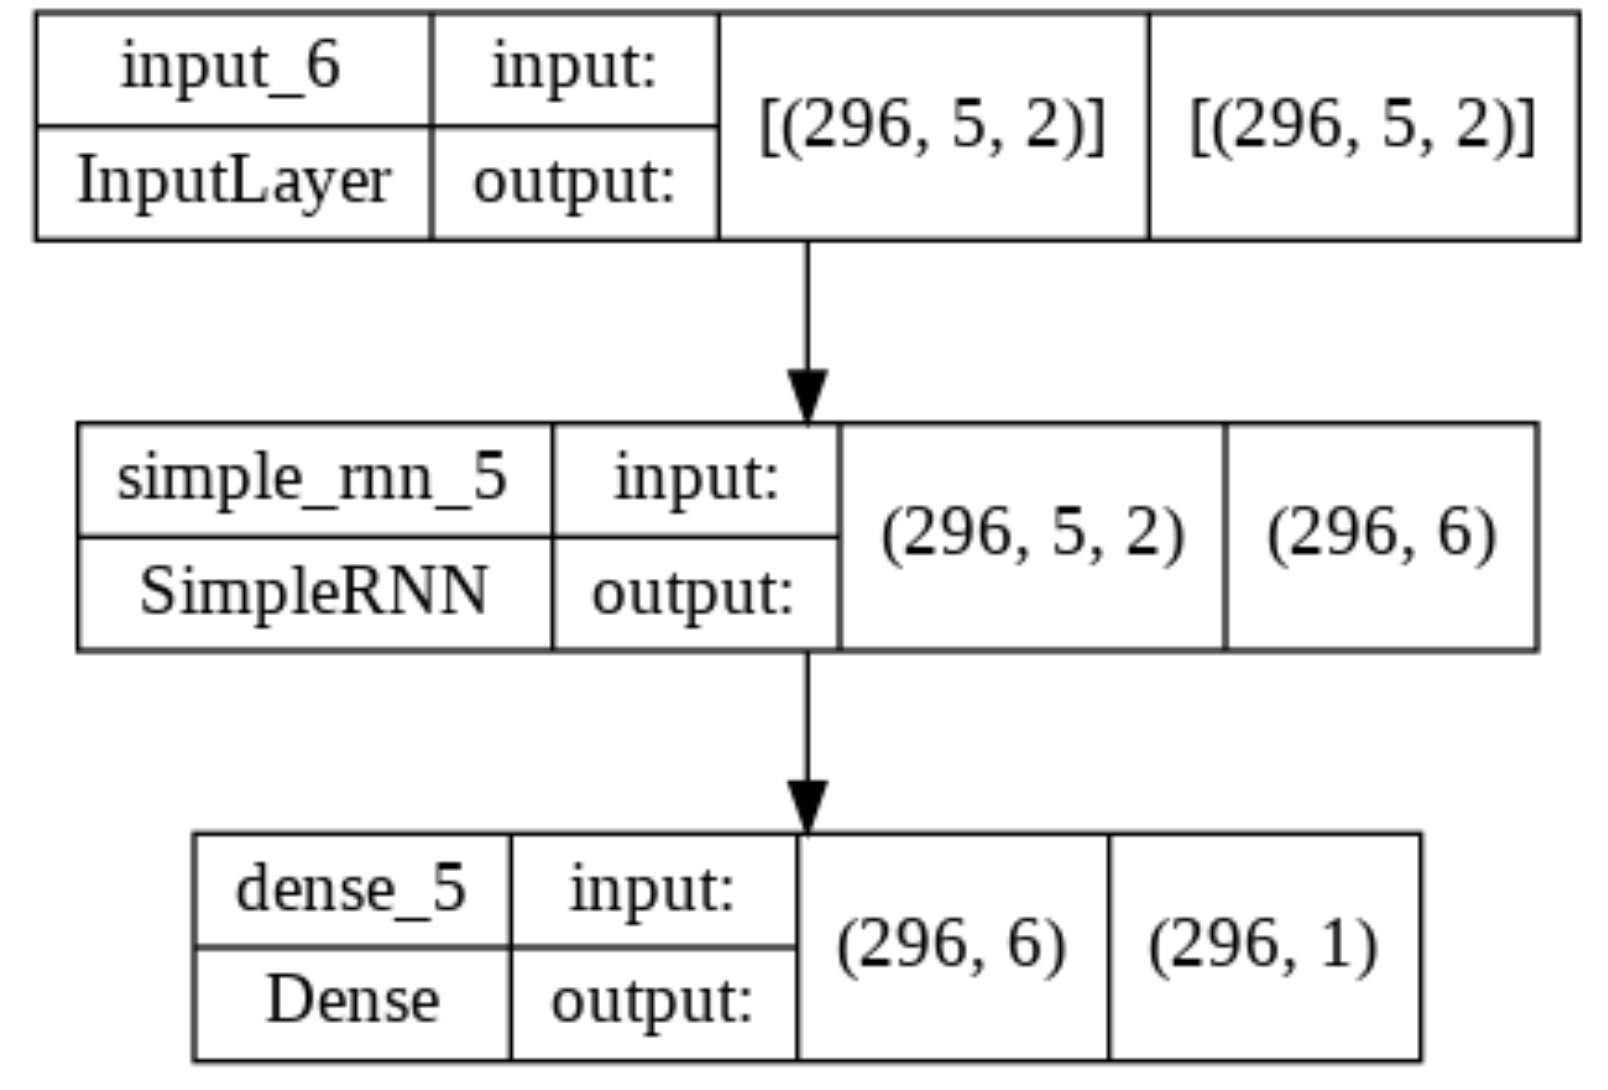 input_6
input:
[(296, 5, 2)]
[(296, 5, 2)]
InputLayer
output:
simple_rnn_5
input:
(296, 5, 2)
(296, 6)
SimpleRNN
output:
dense_5
input:
(296, 6)
(296, 1)
Dense
output: